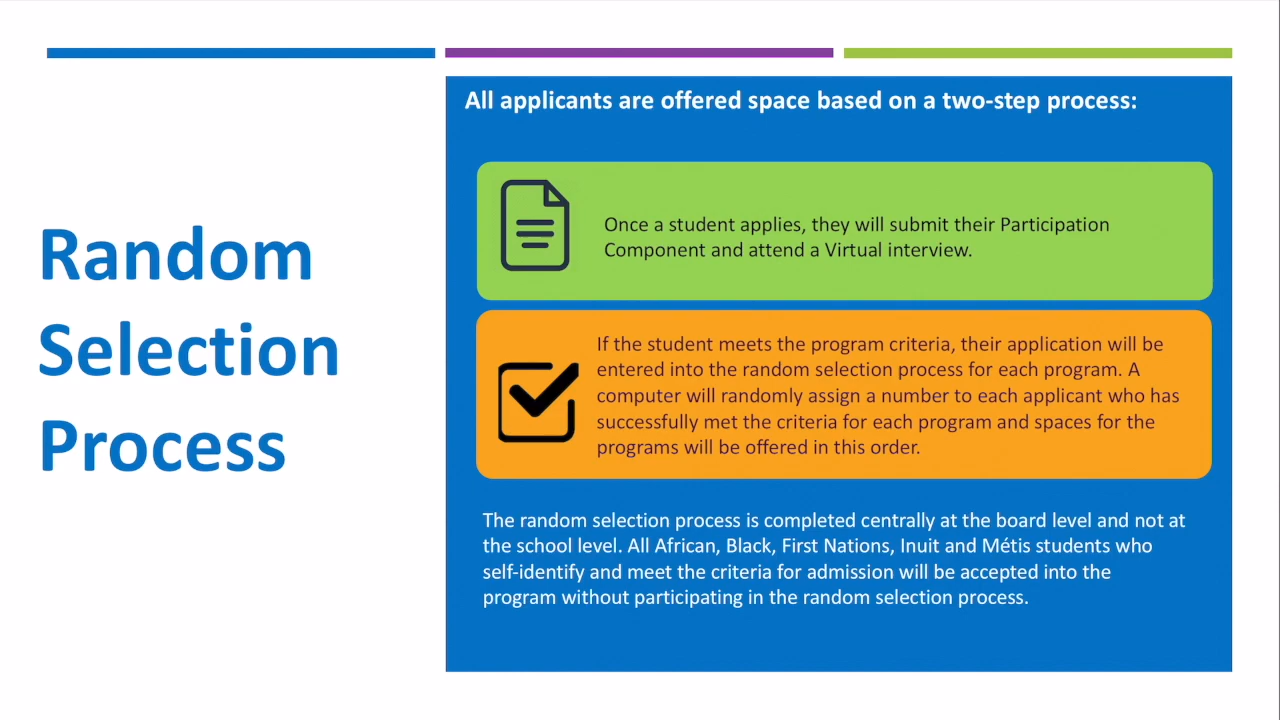 Random
Selection
Process
All applicants are offered space based on a two-step process:
Once a student applies, they will submit their Participation
Component and attend a Virtual interview.
If the student meets the program criteria, their application will be
entered into the random selection process for each program. A
computer will randomly assign a number to each applicant who has
successfully met the criteria for each program and spaces for the
programs will be offered in this order.
The random selection process is completed centrally at the board level and not at
the school level. All African, Black, First Nations, Inuit and Métis students who
self-identify and meet the criteria for admission will be accepted into the
program without participating in the random selection process.